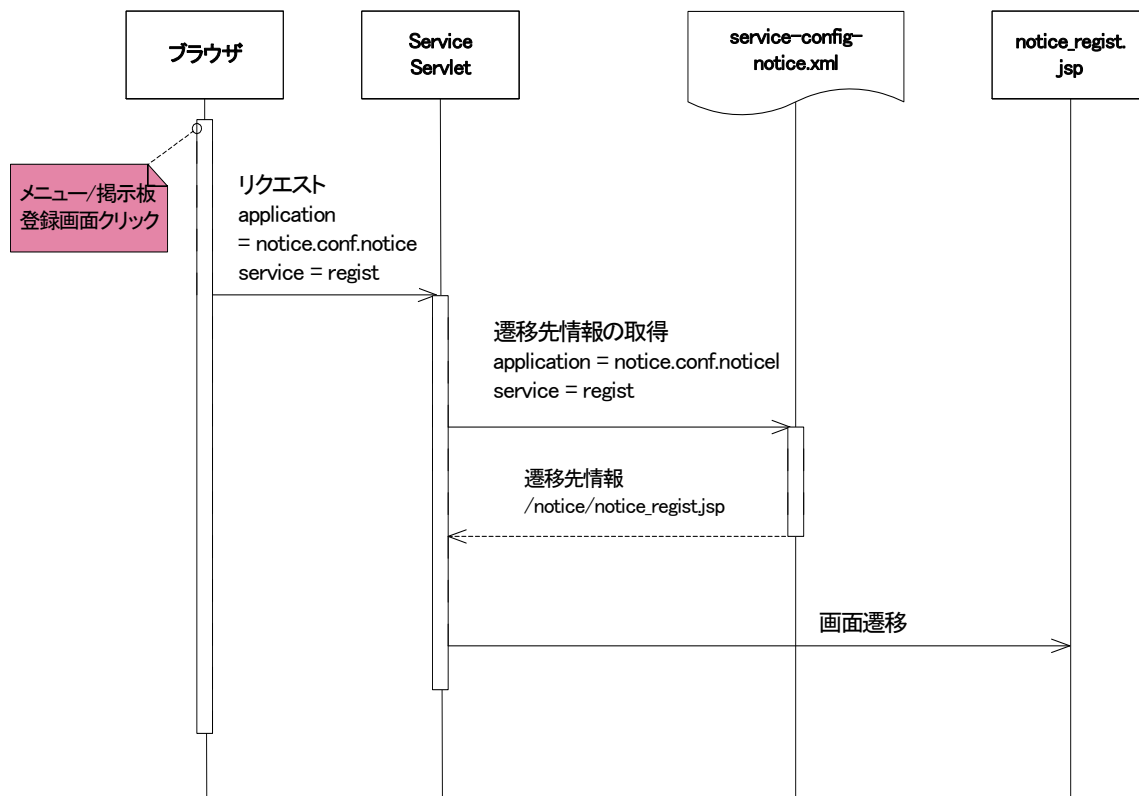 ブラウザ
Service
Servlet
service-config-
notice.xml
notice_regist.
jsp
メニュー/掲示板
登録画面クリック
リクエスト
application
= notice.conf.notice
service = regist
遷移先情報の取得
application = notice.conf.noticel
service = regist
遷移先情報
/notice/notice_regist.jsp
画面遷移